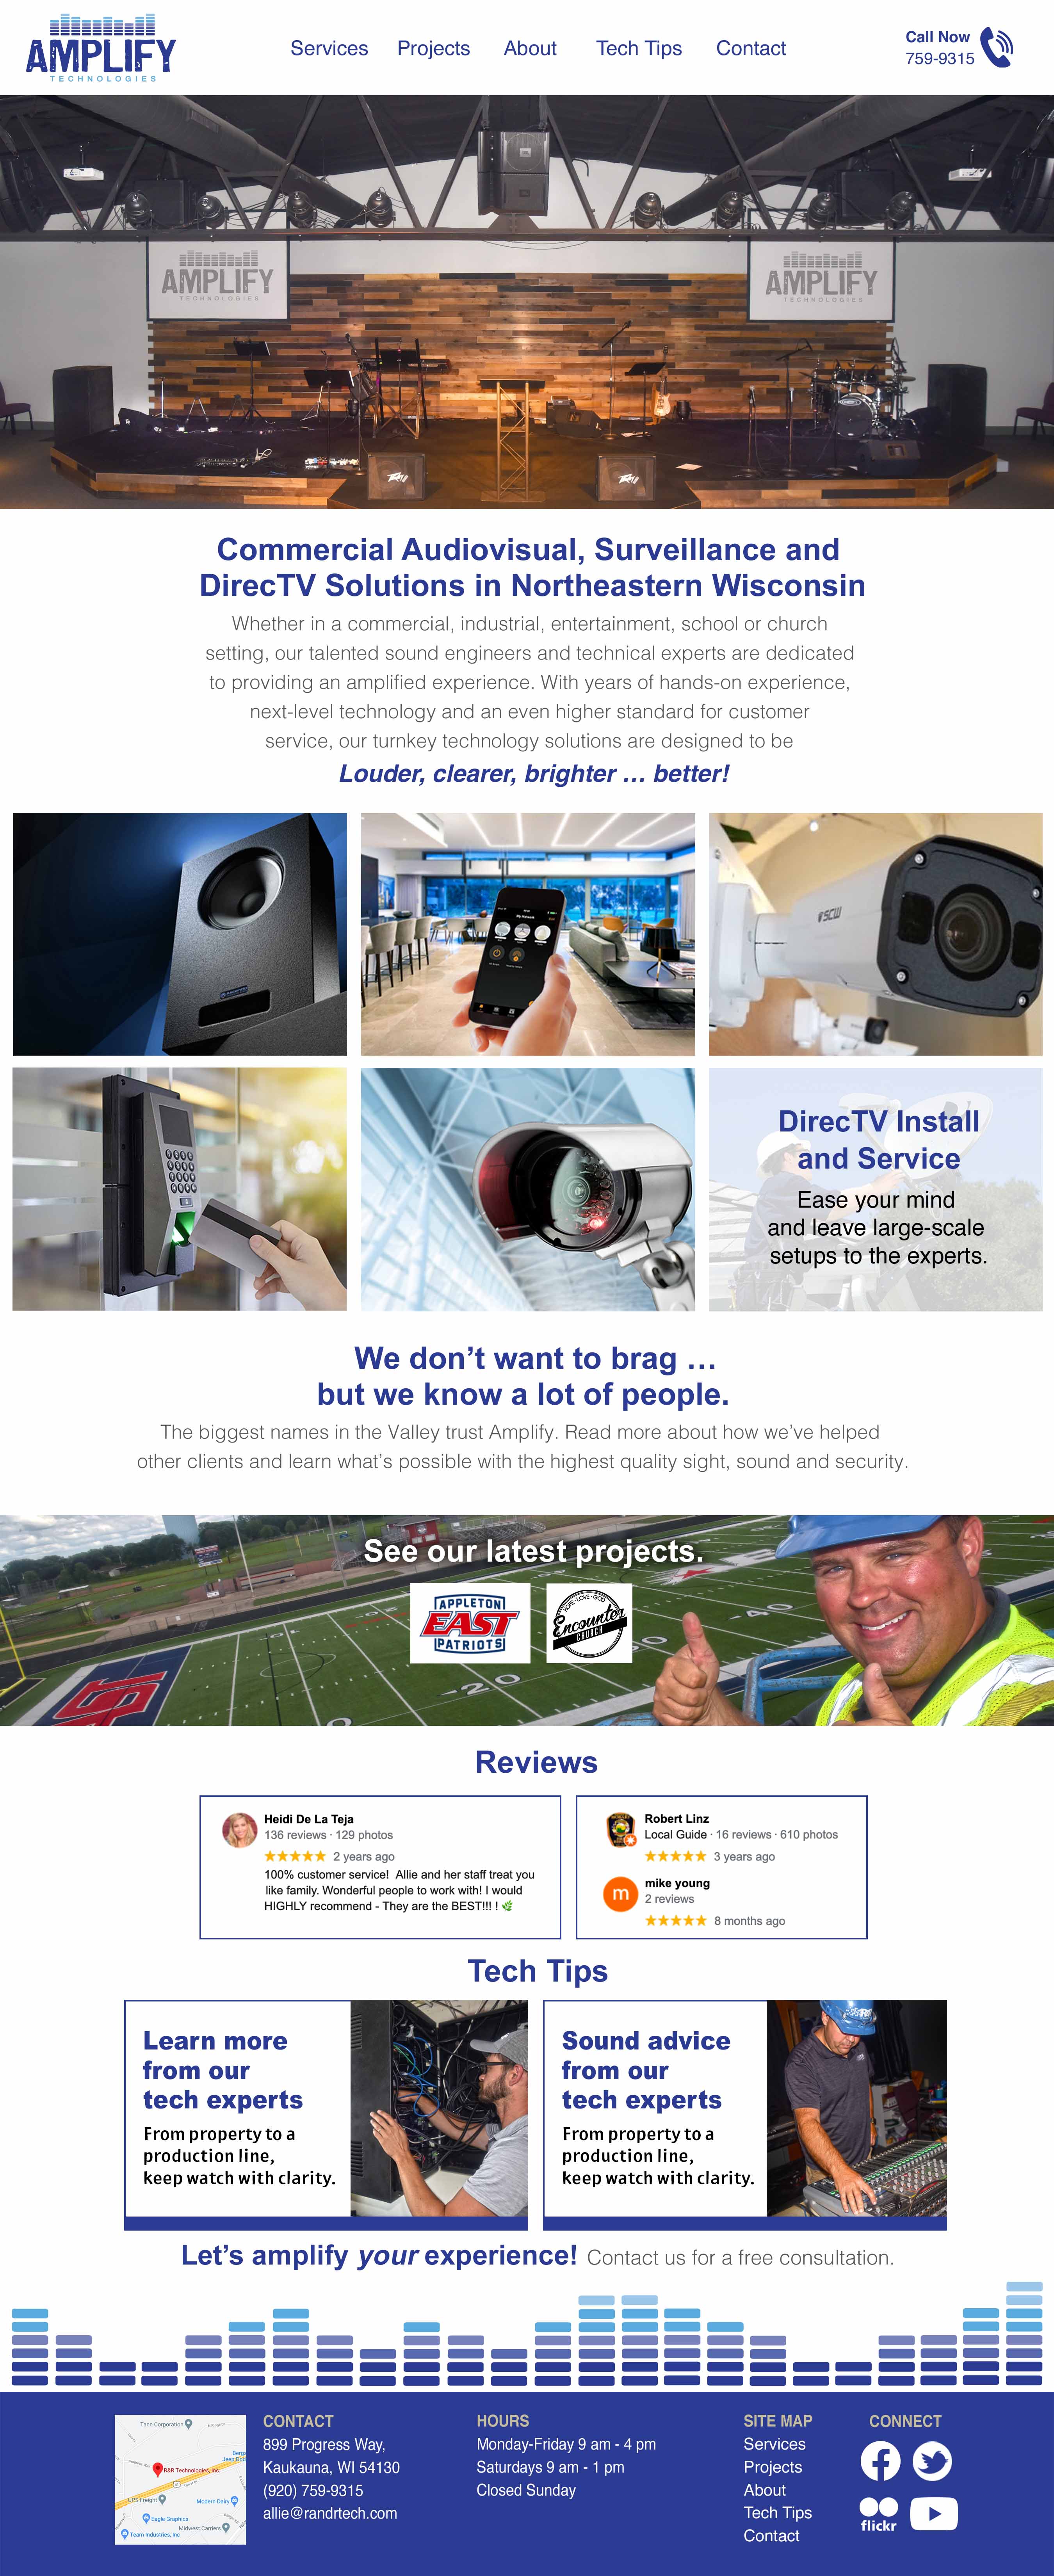 AMPLIFY
TECHNOLOGIES
Services Projects About Tech Tips Contact
Call Now
759-9315
AMPLIFY
TECHNOLOGIES
AMPLIFY
TECHNOLOGIES
Commercial Audiovisual, Surveillance and
DirecTV Solutions in Northeastern Wisconsin
Whether in a commercial, industrial, entertainment, school or church
setting, our talented sound engineers and technical experts are dedicated
to providing an amplified experience. With years of hands-on experience,
next-level technology and an even higher standard for customer
service, our turnkey technology solutions are designed to be
Louder, clearer, brighter … better!
My Network
SCW
DirecTV Install
and Service
Ease your mind
and leave large-scale
setups to the experts.
We don’t want to brag …
but we know a lot of people.
The biggest names in the Valley trust Amplify. Read more about how we’ve helped
other clients and learn what’s possible with the highest quality sight, sound and security.
See our latest projects.
APPLETON
EAST
PATRIOTS
HOPE·LOVE·GOD
Encounter
CHURCH
Reviews
Heidi De La Teja
136 reviews · 129 photos
2 years ago
100% customer service! Allie and her staff treat you
like family. Wonderful people to work with! I would
HIGHLY recommend - They are the BEST!!! !
Robert Linz
Local Guide · 16 reviews · 610 photos
3 years ago
m
mike young
2 reviews
8 months ago
Tech Tips
Learn more
from our
tech experts
From property to a
production line,
keep watch with clarity.
Sound advice
from our
tech experts
From property to a
production line,
keep watch with clarity.
Let’s amplify your experience! Contact us for a free consultation.
Tann Corporation
R&R Technologies, Inc.
Modern Dairy
Eagle Graphics
Midwest Carriers
Team Industries, Inc
CONTACT
899 Progress Way,
Kaukauna, WI 54130
(920) 759-9315
allie@randrtech.com
HOURS
Monday-Friday 9 am - 4 pm
Saturdays 9 am - 1 pm
Closed Sunday
SITE MAP
Services
Projects
About
Tech Tips
Contact
CONNECT
flickr